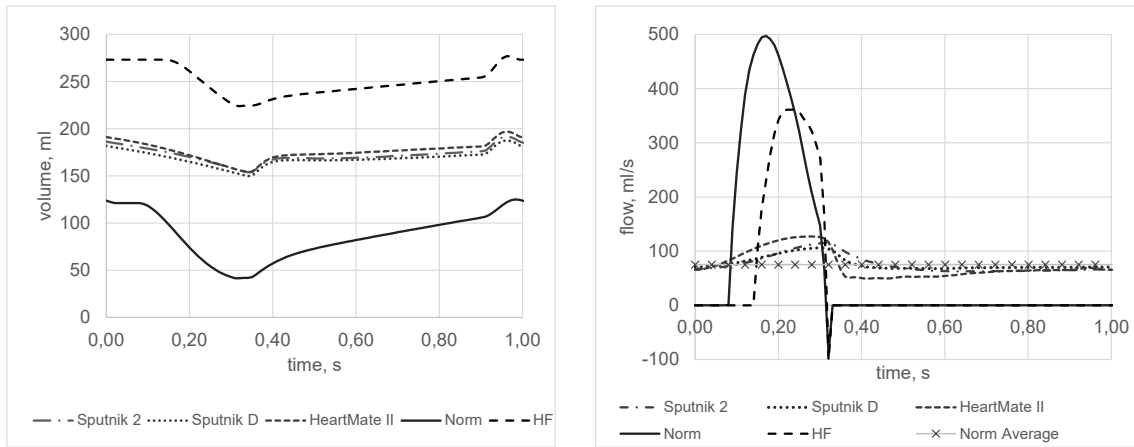 300
250
200
150
100
50
0
volume, ml
0,00 0,20 0,40 0,60 0,80 1,00
time, s
Sputnik 2 Sputnik D HeartMate II Norm HF
500
400
300
200
100
0
-100
flow, ml/s
0,00 0,20 0,40 0,60 0,80 1,00
time, s
Sputnik 2 Sputnik D HeartMate II
Norm HF Norm Average